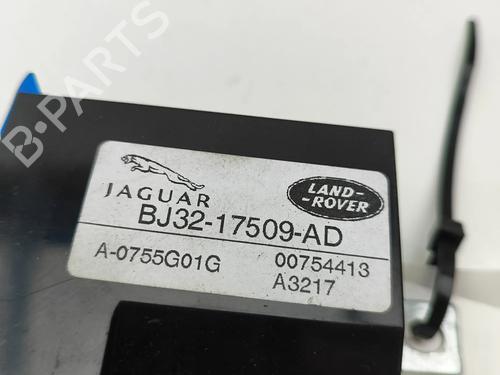 B-PARTS
JAGUAR
LAND-
ROVER
BJ32-17509-AD
A-0755G01G 00754413
A3217